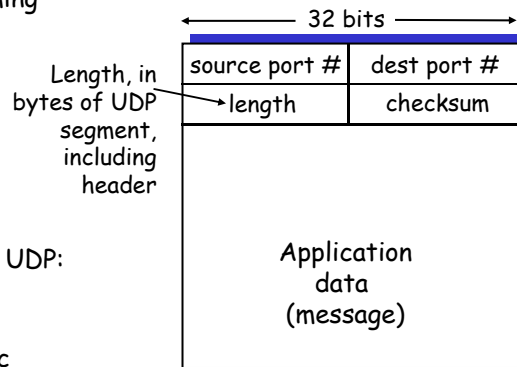 32 bits
source port # dest port #
length checksum
Length, in
bytes of UDP
segment,
including
header
UDP:
Application
data
(message)